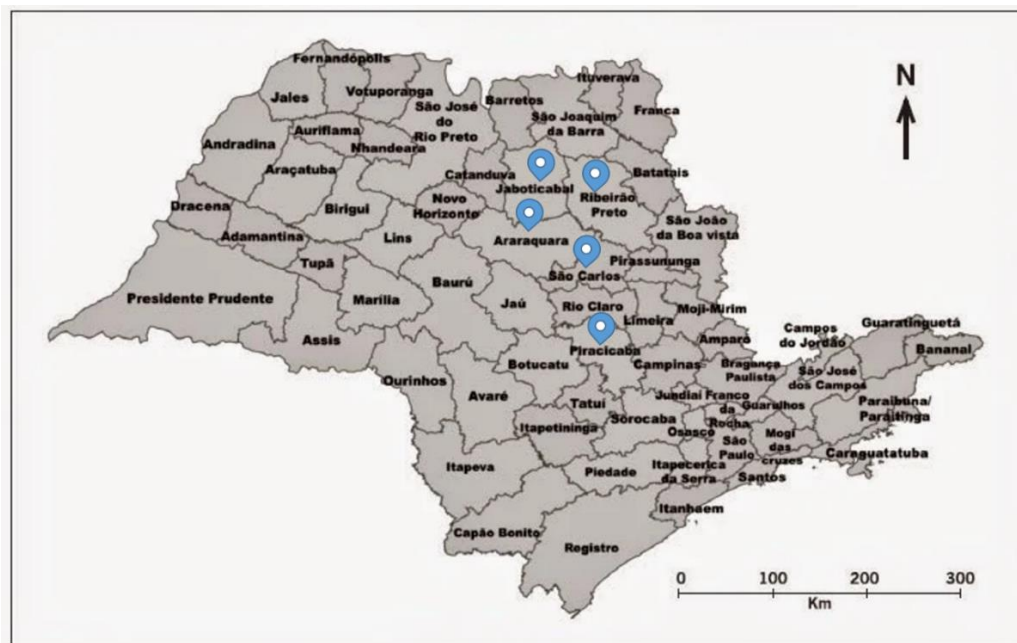 Fernandópolis
Jales
Votuporanga
São José
do
Rio Preto
Auriflama
Nhandeara
Andradina
Araçatuba
Birigui
Barretos
Ituverava
São Joaquim
da Barra
Franca
Catanduva
Jaboticabal
Ribeirão
Preto
Batatais
Novo
Horizonto
Dracena
Adamantina
Lins
Araraquara
São João
da Boa vista
Tupã
São Carlos
Pirassununga
Presidente Prudente
Marília
Baurú
Jaú
Rio Claro
Limeira
Moji-Mirim
Assis
Piracicaba
Amparo
Botucatu
Campinas
Bragança
Paulista
Campos
do Jordão
Guaratinguetá
Bananal
São José
dos Campos
Ourinhos
Avaré
Tatuí
Sorocaba
Jundiaí
Franco
da
Rocha
Guarulhos
Paraibuna/
Paraitinga
Itapetininga
Osasco
São
Paulo
Mogi
das
cruzes
Caraguatatuba
Itapeva
Piedade
Itapecerica
da Serra
Santos
Itanhaem
Capão Bonito
Registro
N
0 100 200 300
Km